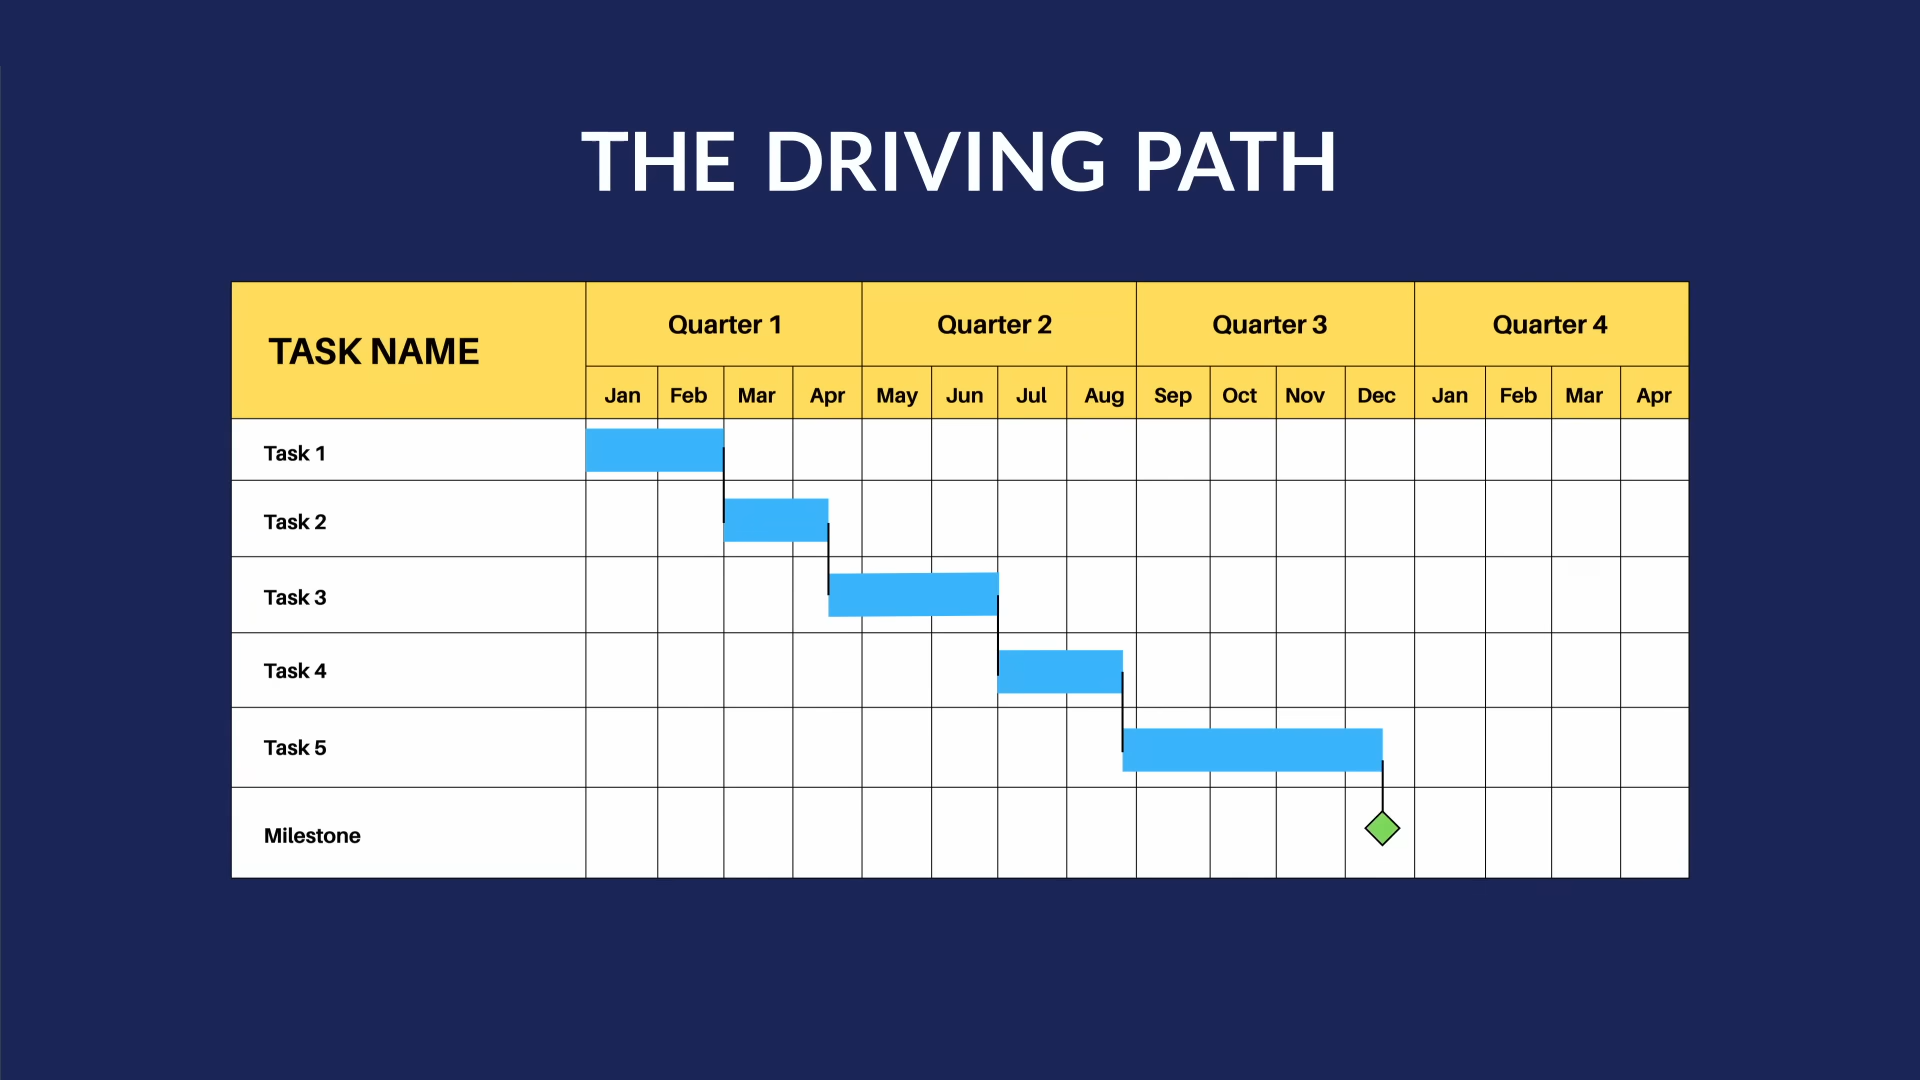 THE DRIVING PATH
TASK NAME
Quarter 1 Quarter 2 Quarter 3 Quarter 4
Jan Feb Mar Apr May Jun Jul Aug Sep Oct Nov Dec Jan Feb Mar Apr
Task 1
Task 2
Task 3
Task 4
Task 5
Milestone